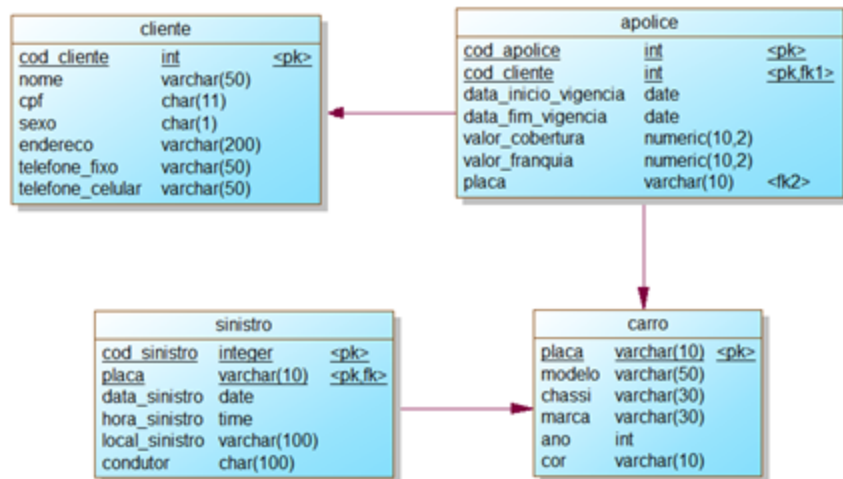 cliente
cod_cliente int <pk>
nome varchar(50)
cpf char(11)
sexo char(1)
endereco varchar(200)
telefone_fixo varchar(50)
telefone_celular varchar(50)
apolice
cod_apolice int <pk>
cod_cliente int <pk,fk1>
data_inicio_vigencia date
data_fim_vigencia date
valor_cobertura numeric(10,2)
valor_franquia numeric(10,2)
placa varchar(10) <fk2>
sinistro
cod_sinistro integer <pk>
placa varchar(10) <pk,fk>
data_sinistro date
hora_sinistro time
local_sinistro varchar(100)
condutor char(100)
carro
placa varchar(10) <pk>
modelo varchar(50)
chassi varchar(30)
marca varchar(30)
ano int
cor varchar(10)